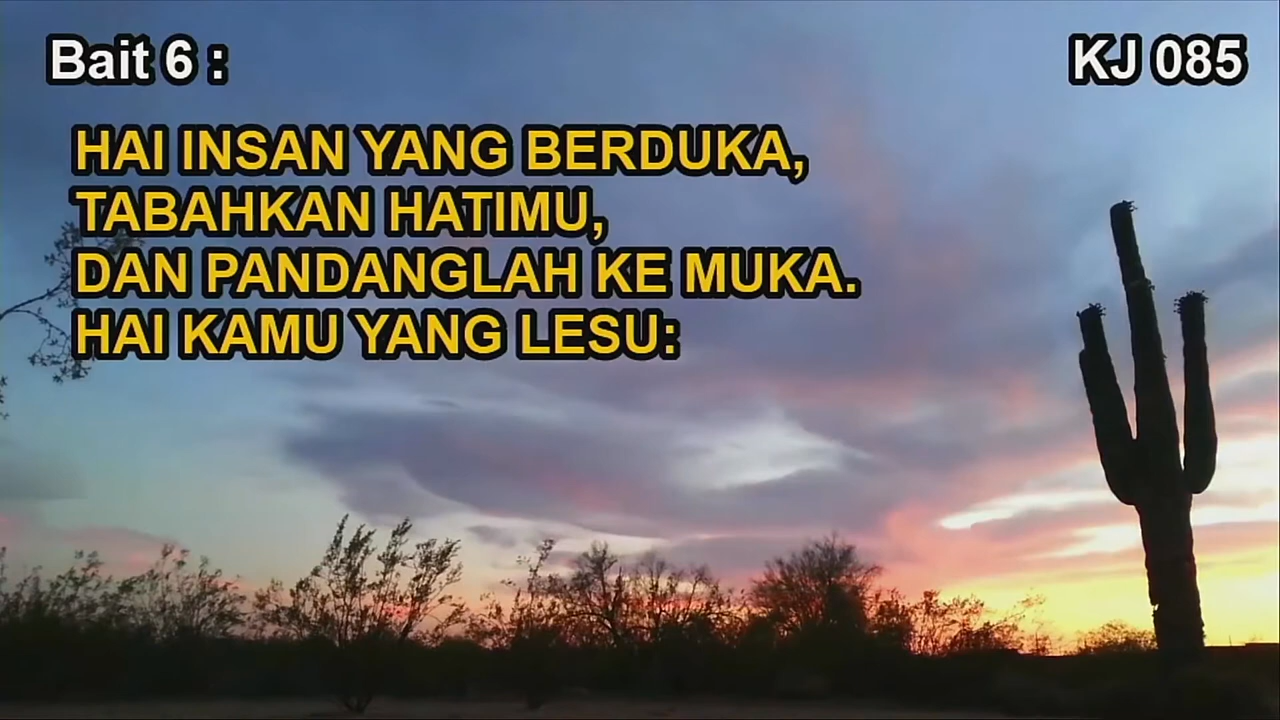 Bait 6 :
KJ 085
HAI INSAN YANG BERDUKA,
TABAHKAN HATIMU,
DAN PANDANGLAH KE MUKA.
HAI KAMU YANG LESU: